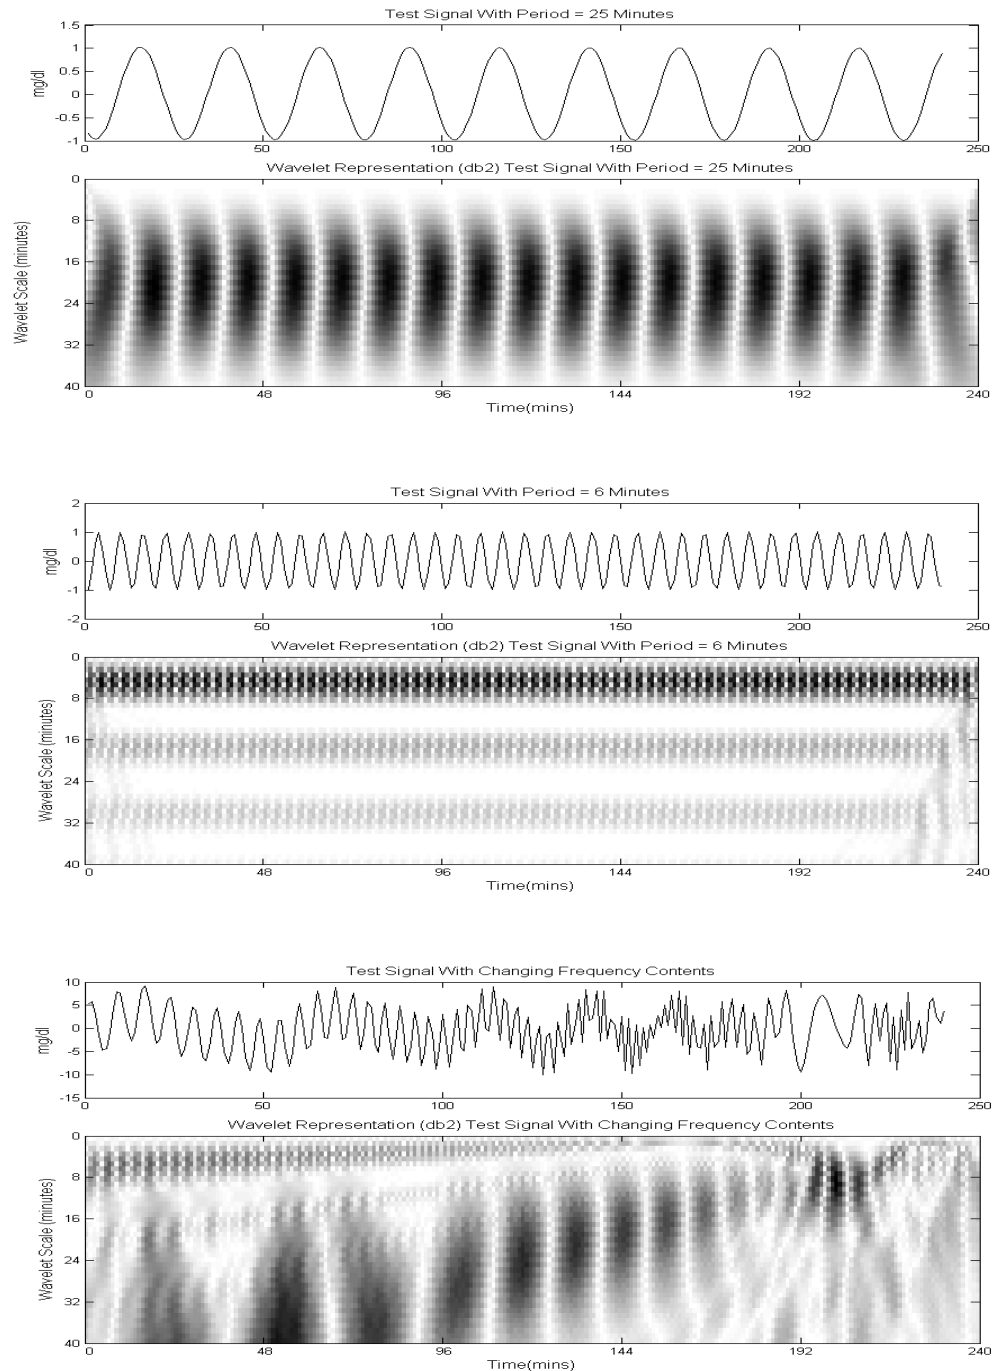 Test Signal With Period = 25 Minutes
1.5
1
0.5
0
-0.5
-1
mg/dl
0 50 100 150 200 250
Wavelet Representation (db2) Test Signal With Period = 25 Minutes
0
8
16
24
32
40
Wavelet Scale (minutes)
0 48 96 144 192 240
Time(mins)
Test Signal With Period = 6 Minutes
2
1
0
-1
-2
mg/dl
0 50 100 150 200 250
Wavelet Representation (db2) Test Signal With Period = 6 Minutes
0
8
16
24
32
40
Wavelet Scale (minutes)
0 48 96 144 192 240
Time(mins)
Test Signal With Changing Frequency Contents
10
5
0
-5
-10
-15
mg/dl
0 50 100 150 200 250
Wavelet Representation (db2) Test Signal With Changing Frequency Contents
0
8
16
24
32
40
Wavelet Scale (minutes)
0 48 96 144 192 240
Time(mins)